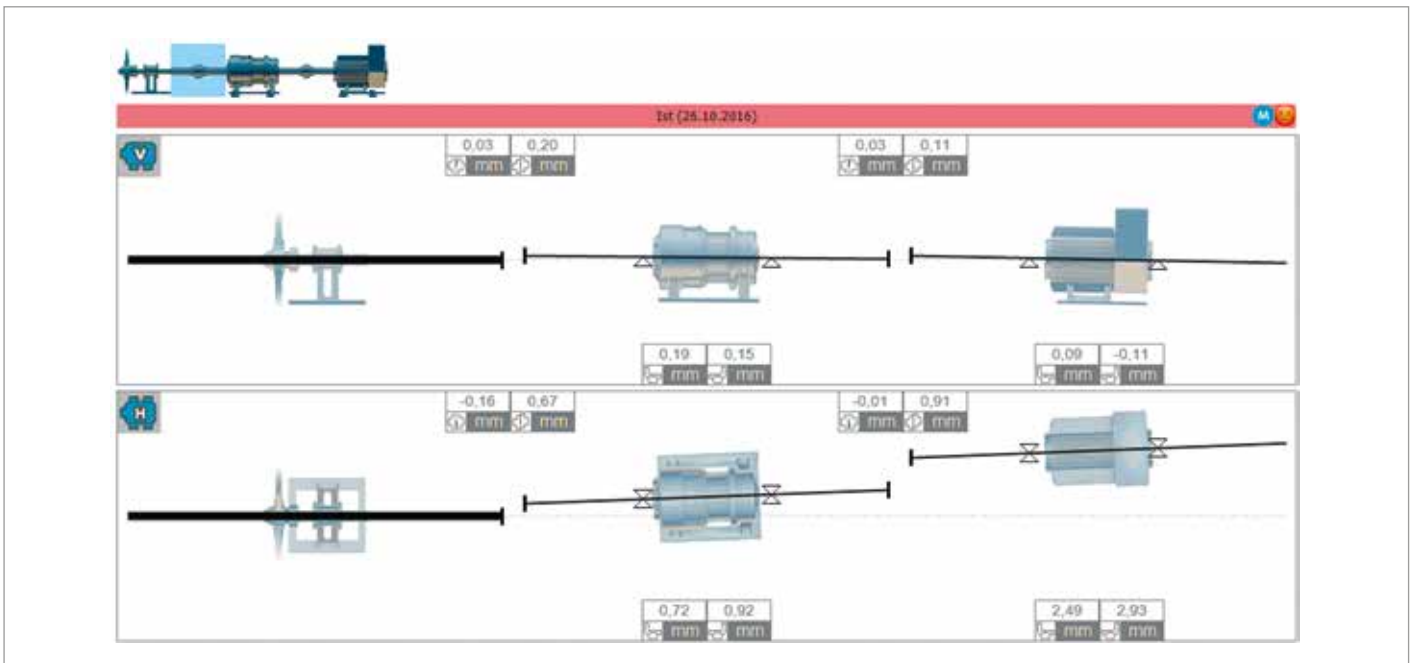 Ist (26.10.2016)
M
V
0,03 0,20 0,03 0,11
mm mm mm mm
0,19 0,15 0,09 -0,11
mm mm mm mm
H
-0,16 0,67 -0,01 0,91
mm mm mm mm
0,72 0,92 2,49 2,93
mm mm mm mm